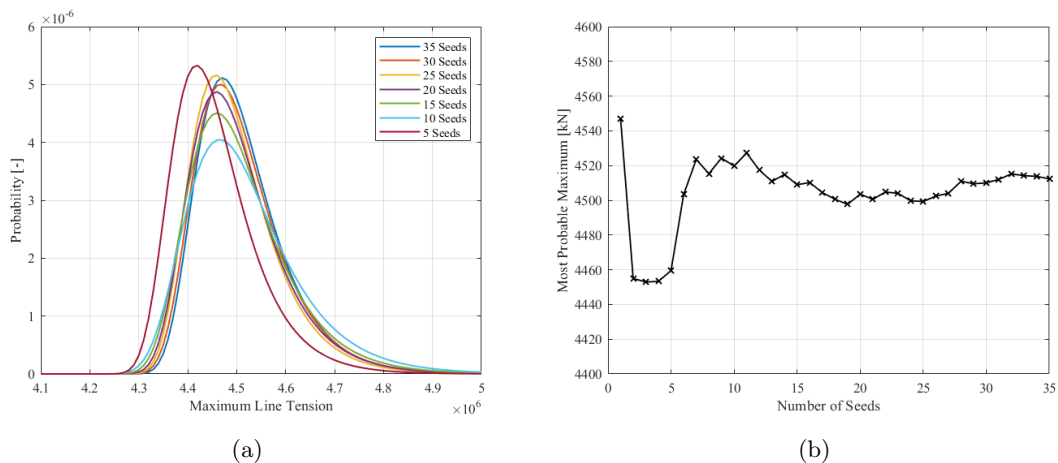 ×10⁻⁶
6
5
4
3
2
1
0
Probability [-]
35 Seeds
30 Seeds
25 Seeds
20 Seeds
15 Seeds
10 Seeds
5 Seeds
4.1 4.2 4.3 4.4 4.5 4.6 4.7 4.8 4.9 5
Maximum Line Tension
×10⁶
(a)
4600
4580
4560
4540
4520
4500
4480
4460
4440
4420
4400
Most Probable Maximum [kN]
0 5 10 15 20 25 30 35
Number of Seeds
(b)